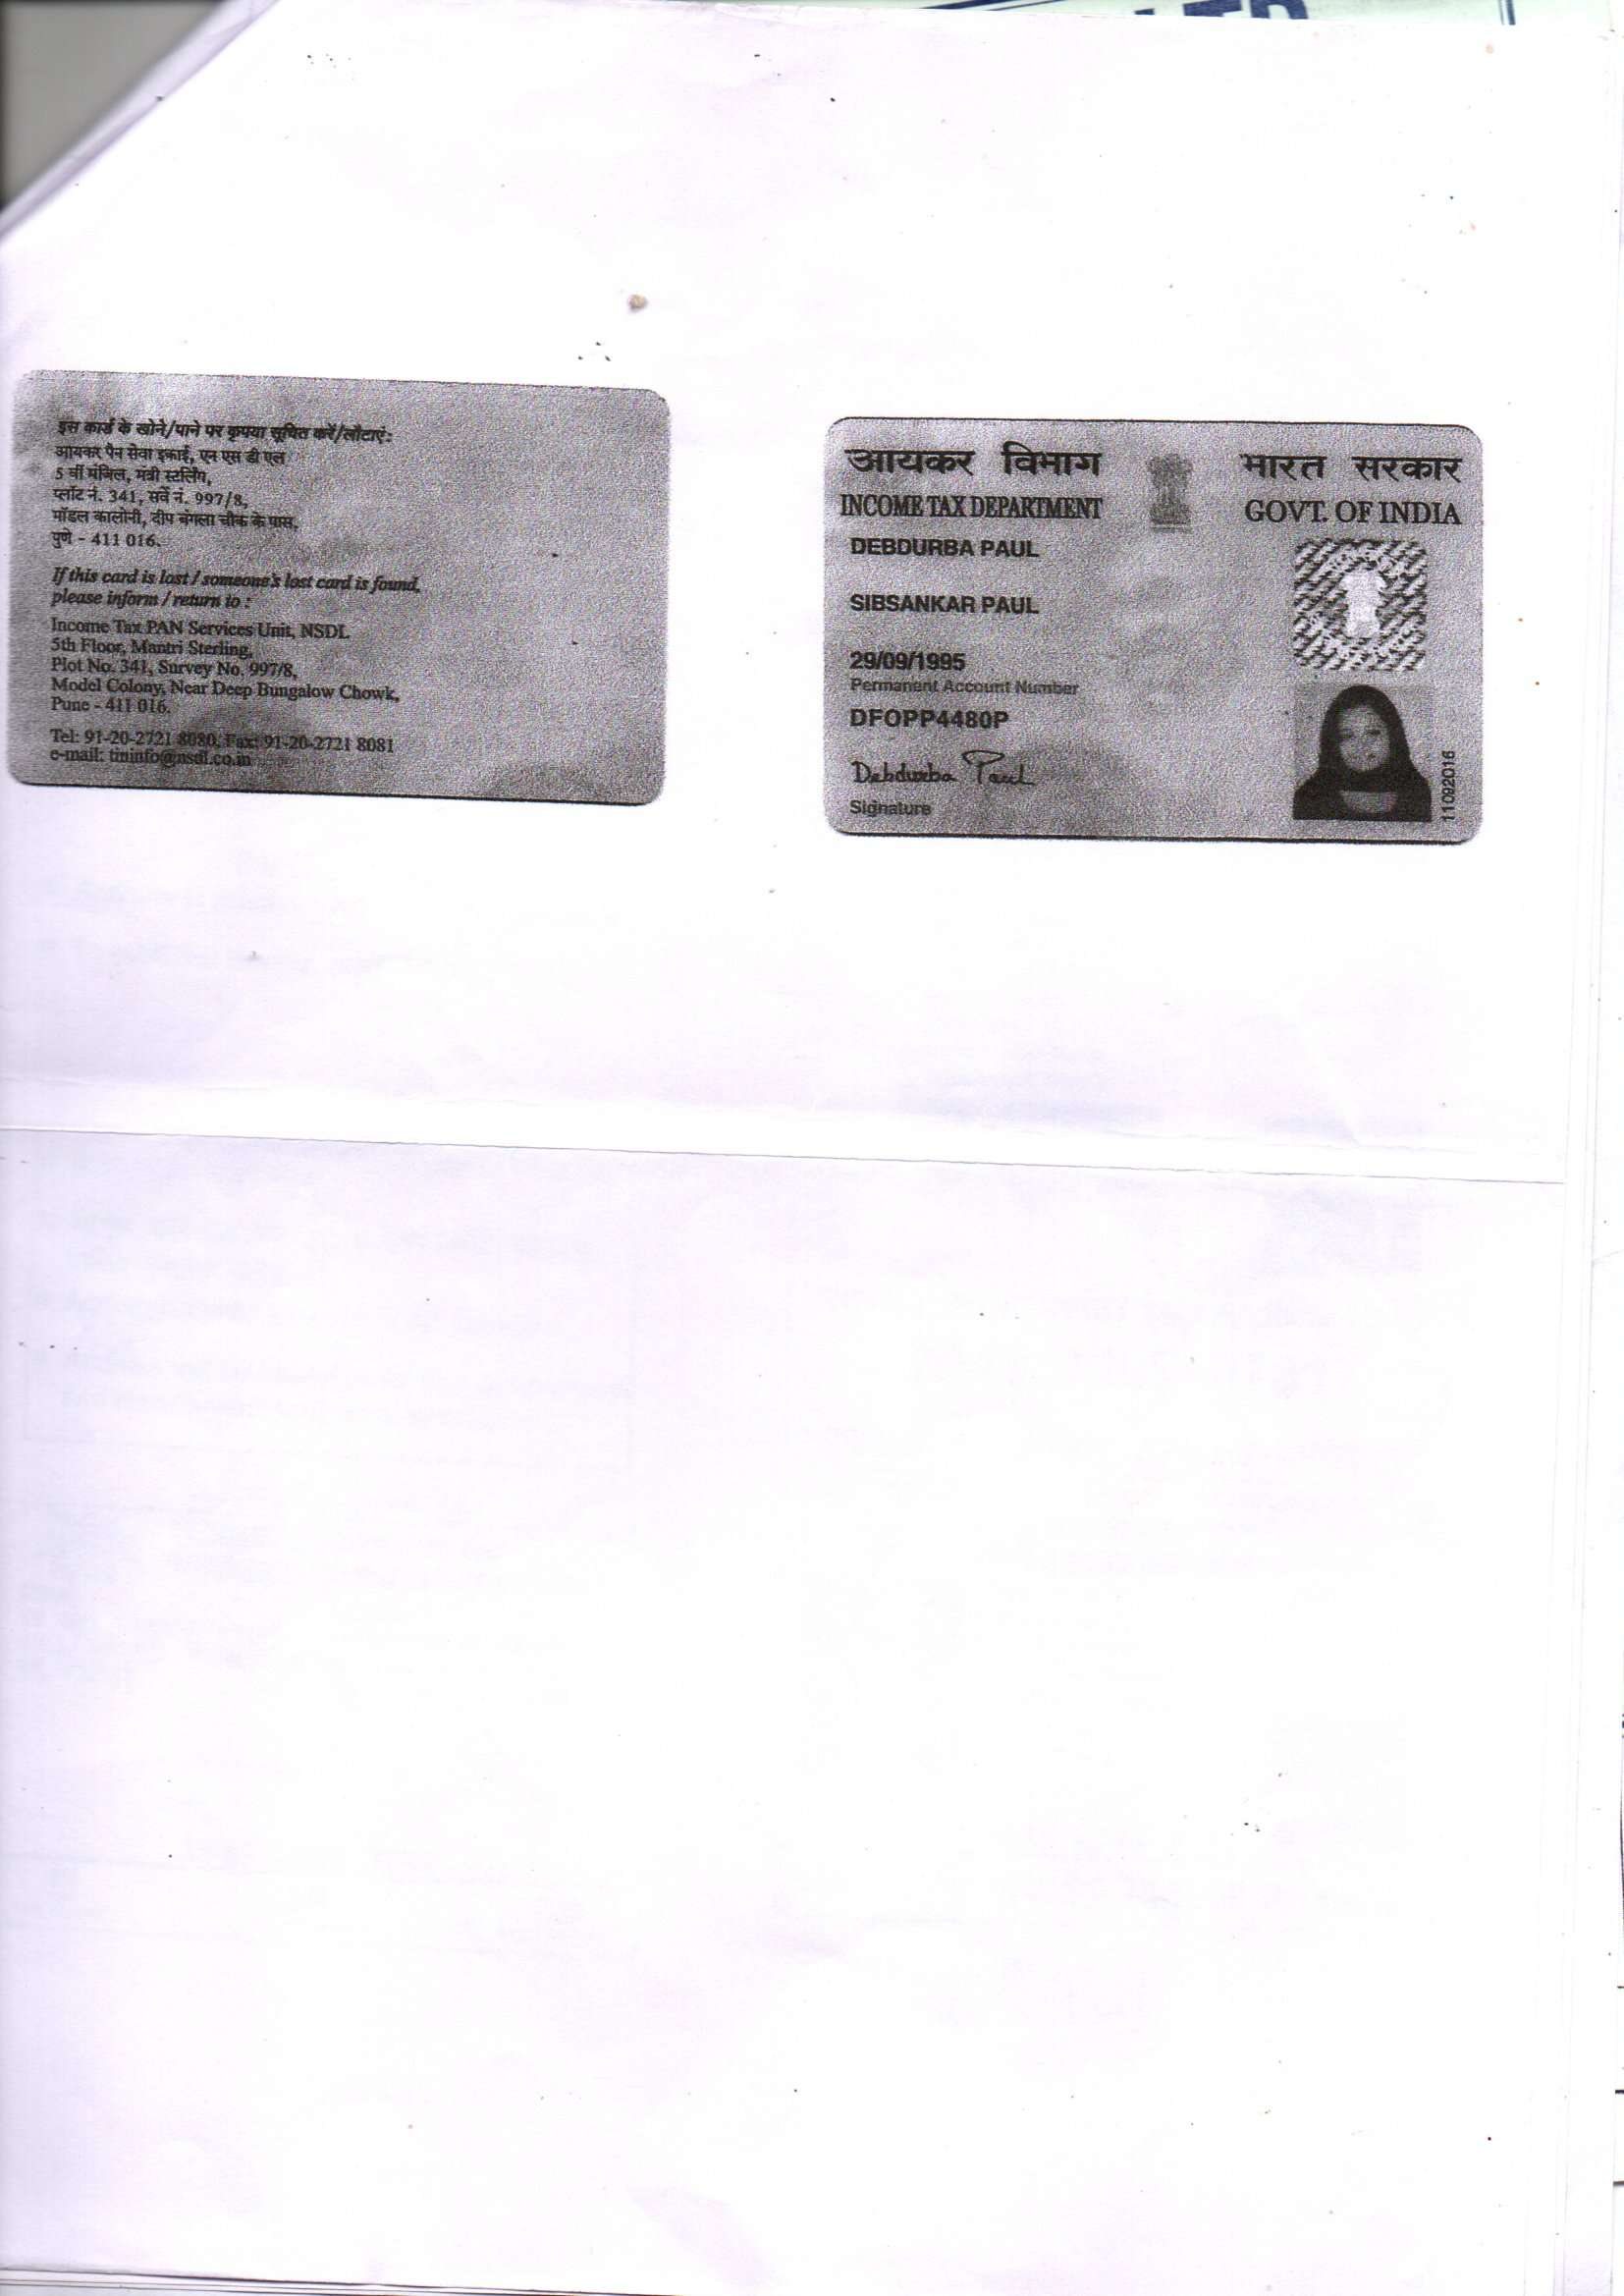 इस कार्ड के खोने/पाने पर कृपया सूचित करें/लौटाएं:
आयकर पैन सेवा इकाई, एन एस डी एल
5 वीं मंजिल, मंत्री स्टर्लिंग,
प्लॉट नं. 341, सर्वे नं. 997/8,
मॉडल कालोनी, दीप बंगला चौक के पास,
पुणे - 411 016.
If this card is lost / someone's lost card is found,
please inform / return to :
Income Tax PAN Services Unit, NSDL
5th Floor, Mantri Sterling,
Plot No. 341, Survey No. 997/8,
Model Colony, Near Deep Bungalow Chowk,
Pune - 411 016.
Tel: 91-20-2721 8080, Fax: 91-20-2721 8081
e-mail: tininfo@nsdl.co.in
आयकर विभाग भारत सरकार
INCOME TAX DEPARTMENT GOVT. OF INDIA
DEBDURBA PAUL
SIBSANKAR PAUL
29/09/1995
Permanent Account Number
DFOPP4480P
Debdurba Paul
Signature
11092016